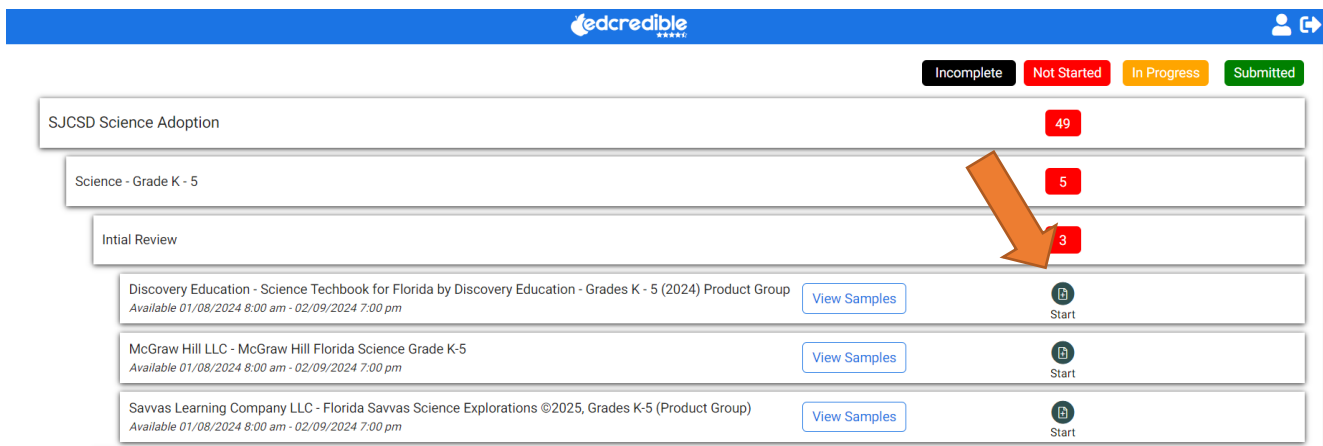 edcredible
Incomplete Not Started In Progress Submitted
SJCSD Science Adoption 49
Science - Grade K - 5 5
Intial Review 3
Discovery Education - Science Techbook for Florida by Discovery Education - Grades K - 5 (2024) Product Group
Available 01/08/2024 8:00 am - 02/09/2024 7:00 pm
View Samples
Start
McGraw Hill LLC - McGraw Hill Florida Science Grade K-5
Available 01/08/2024 8:00 am - 02/09/2024 7:00 pm
View Samples
Start
Savvas Learning Company LLC - Florida Savvas Science Explorations ©2025, Grades K-5 (Product Group)
Available 01/08/2024 8:00 am - 02/09/2024 7:00 pm
View Samples
Start